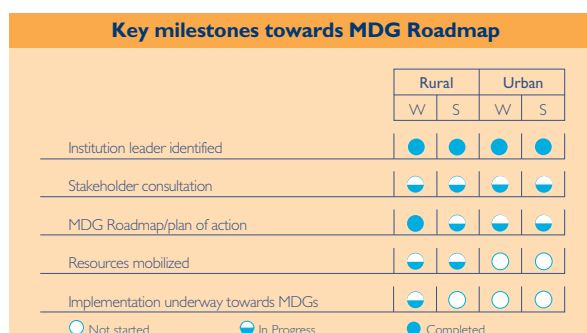 Key milestones towards MDG Roadmap
Rural Urban
W S W S
Institution leader identified
Stakeholder consultation
MDG Roadmap/plan of action
Resources mobilized
Implementation underway towards MDGs
Not started In Progress Completed